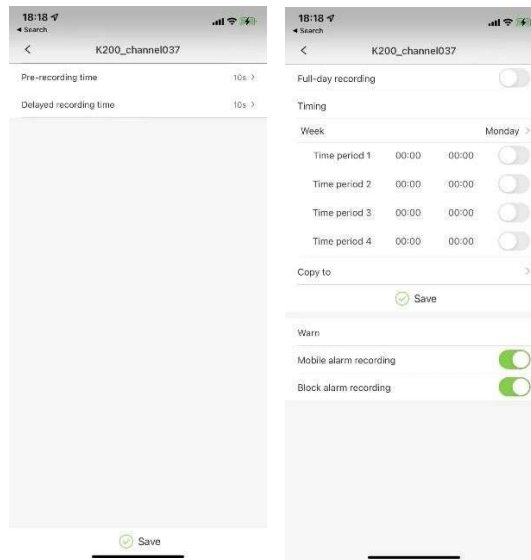 18:18
Search
K200_channel037
Pre-recording time 10s
Delayed recording time 10s
Save
18:18
Search
K200_channel037
Full-day recording
Timing
Week Monday
Time period 1 00:00 00:00
Time period 2 00:00 00:00
Time period 3 00:00 00:00
Time period 4 00:00 00:00
Copy to
Save
Warn
Mobile alarm recording
Block alarm recording